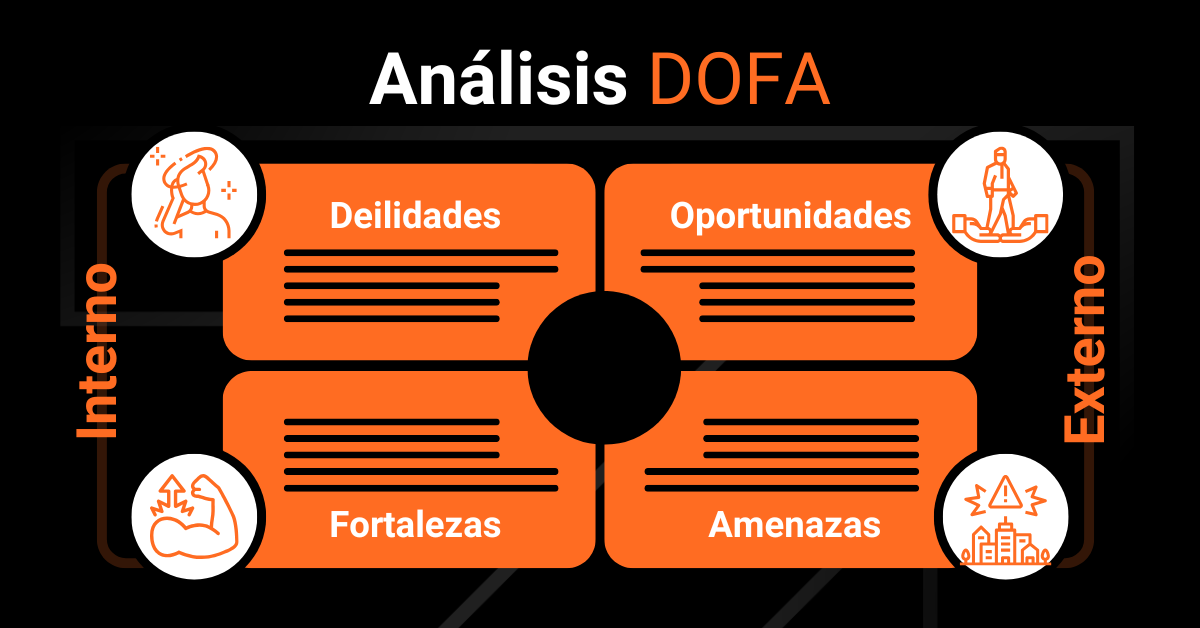 Análisis DOFA
Deilidades
Oportunidades
Interno
Externo
Fortalezas
Amenazas